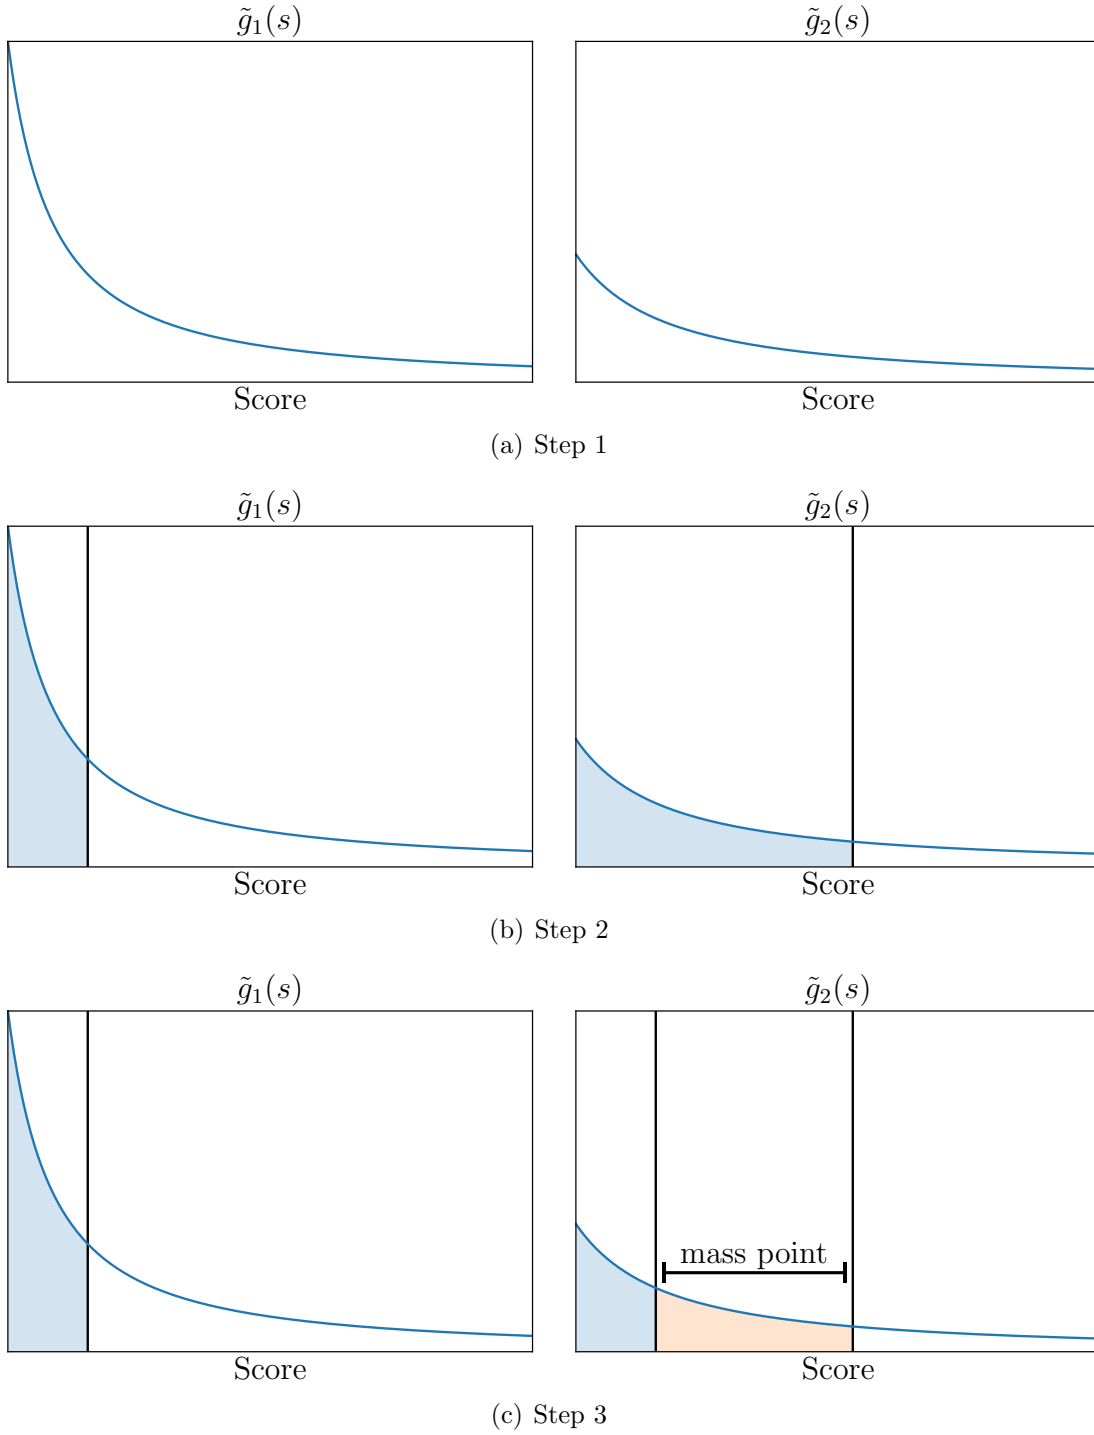 g̃₁(s)
g̃₂(s)
Score
Score
(a) Step 1
g̃₁(s)
g̃₂(s)
Score
Score
(b) Step 2
g̃₁(s)
g̃₂(s)
mass point
Score
Score
(c) Step 3